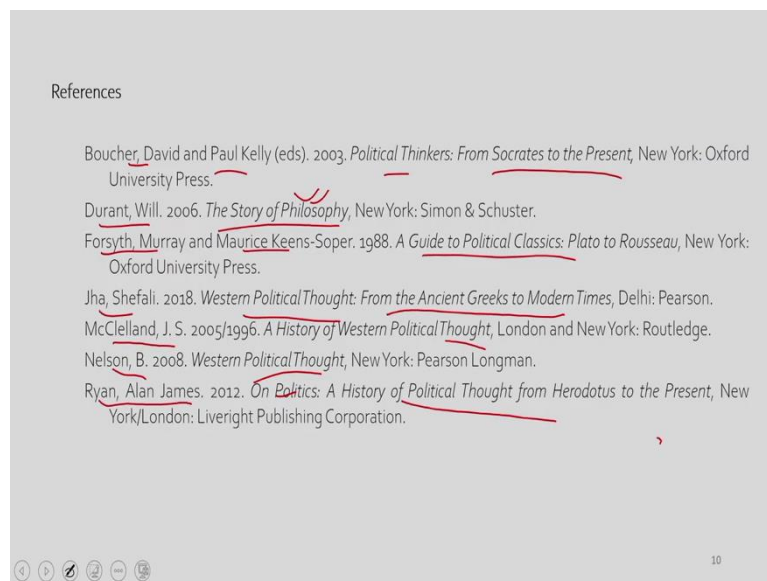 References
Boucher, David and Paul Kelly (eds). 2003. Political Thinkers: From Socrates to the Present, New York: Oxford
University Press.
Durant, Will. 2006. The Story of Philosophy, New York: Simon & Schuster.
Forsyth, Murray and Maurice Keens-Soper. 1988. A Guide to Political Classics: Plato to Rousseau, New York:
Oxford University Press.
Jha, Shefali. 2018. Western Political Thought: From the Ancient Greeks to Modern Times, Delhi: Pearson.
McClelland, J. S. 2005/1996. A History of Western Political Thought, London and New York: Routledge.
Nelson, B. 2008. Western Political Thought, New York: Pearson Longman.
Ryan, Alan James. 2012. On Politics: A History of Political Thought from Herodotus to the Present, New
York/London: Liveright Publishing Corporation.
10